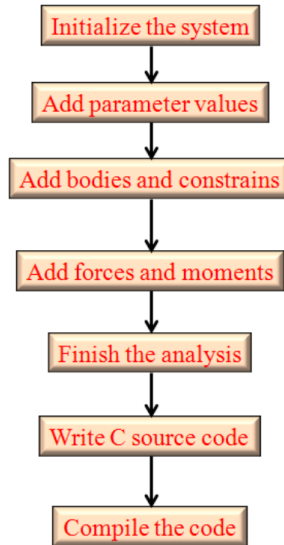 Initialize the system
Add parameter values
Add bodies and constrains
Add forces and moments
Finish the analysis
Write C source code
Compile the code